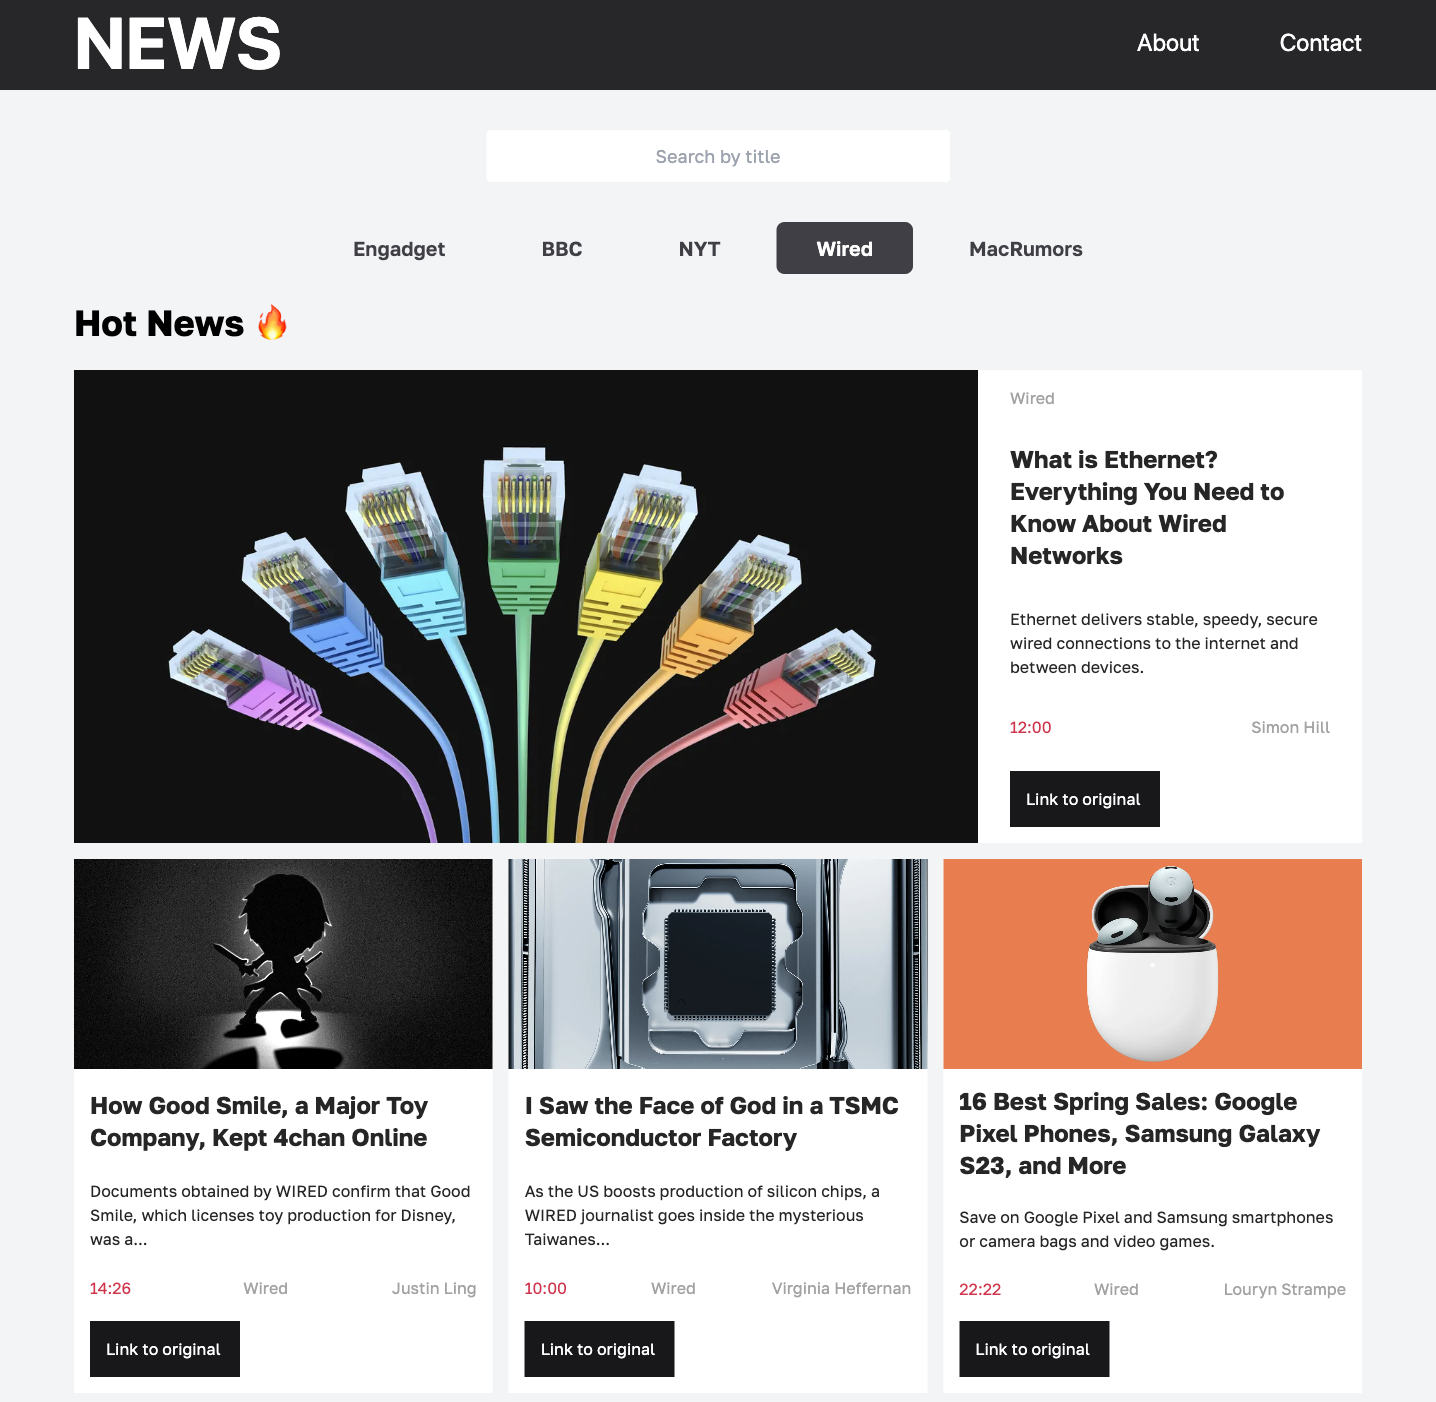 NEWS
About
Contact
Search by title
Engadget
BBC
NYT
Wired
MacRumors
Hot News 🔥
Wired
What is Ethernet?
Everything You Need to
Know About Wired
Networks
Ethernet delivers stable, speedy, secure
wired connections to the internet and
between devices.
12:00
Simon Hill
Link to original
How Good Smile, a Major Toy
Company, Kept 4chan Online
Documents obtained by WIRED confirm that Good
Smile, which licenses toy production for Disney,
was a...
14:26
Wired
Justin Ling
Link to original
I Saw the Face of God in a TSMC
Semiconductor Factory
As the US boosts production of silicon chips, a
WIRED journalist goes inside the mysterious
Taiwanes...
10:00
Wired
Virginia Heffernan
Link to original
16 Best Spring Sales: Google
Pixel Phones, Samsung Galaxy
S23, and More
Save on Google Pixel and Samsung smartphones
or camera bags and video games.
22:22
Wired
Louryn Strampe
Link to original